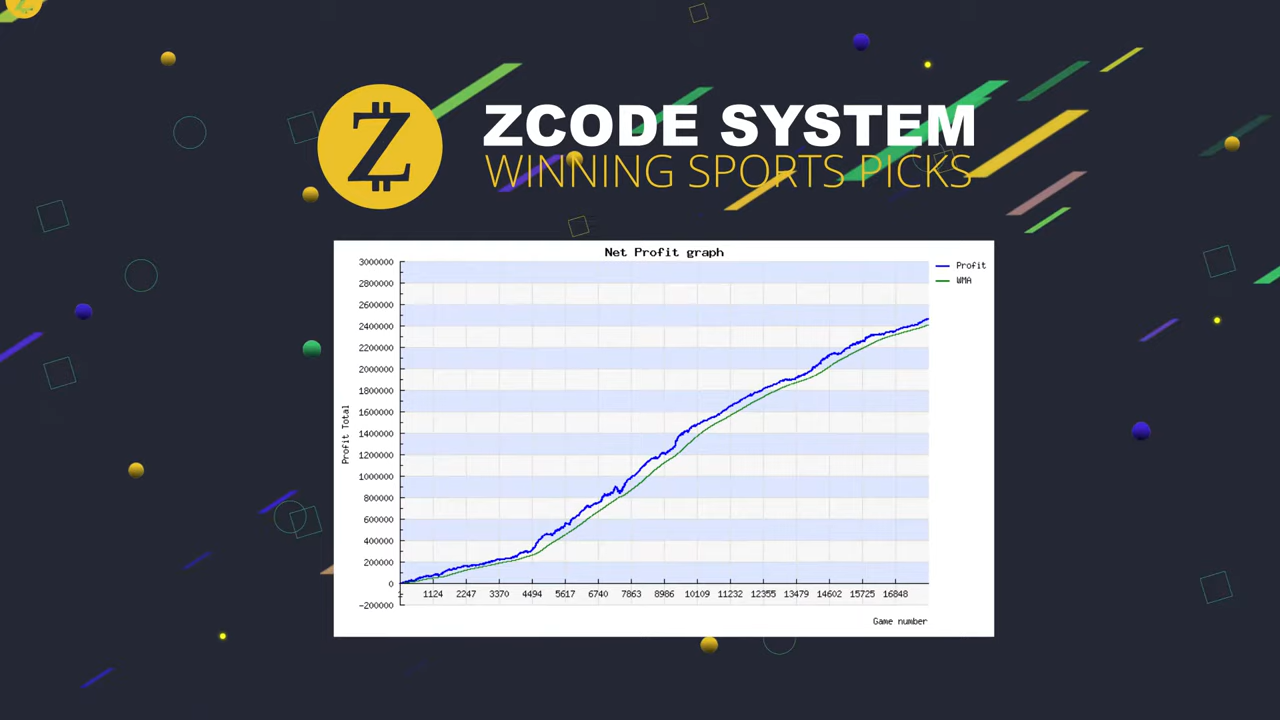 Z
ZCODE SYSTEM
WINNING SPORTS PICKS
Net Profit graph
Profit
WMA
3000000
2800000
2600000
2400000
2200000
2000000
1800000
1600000
1400000
1200000
1000000
800000
600000
400000
200000
0
-200000
Profit Total
1 1124 2247 3370 4494 5617 6740 7863 8986 10109 11232 12355 13479 14602 15725 16848
Game number